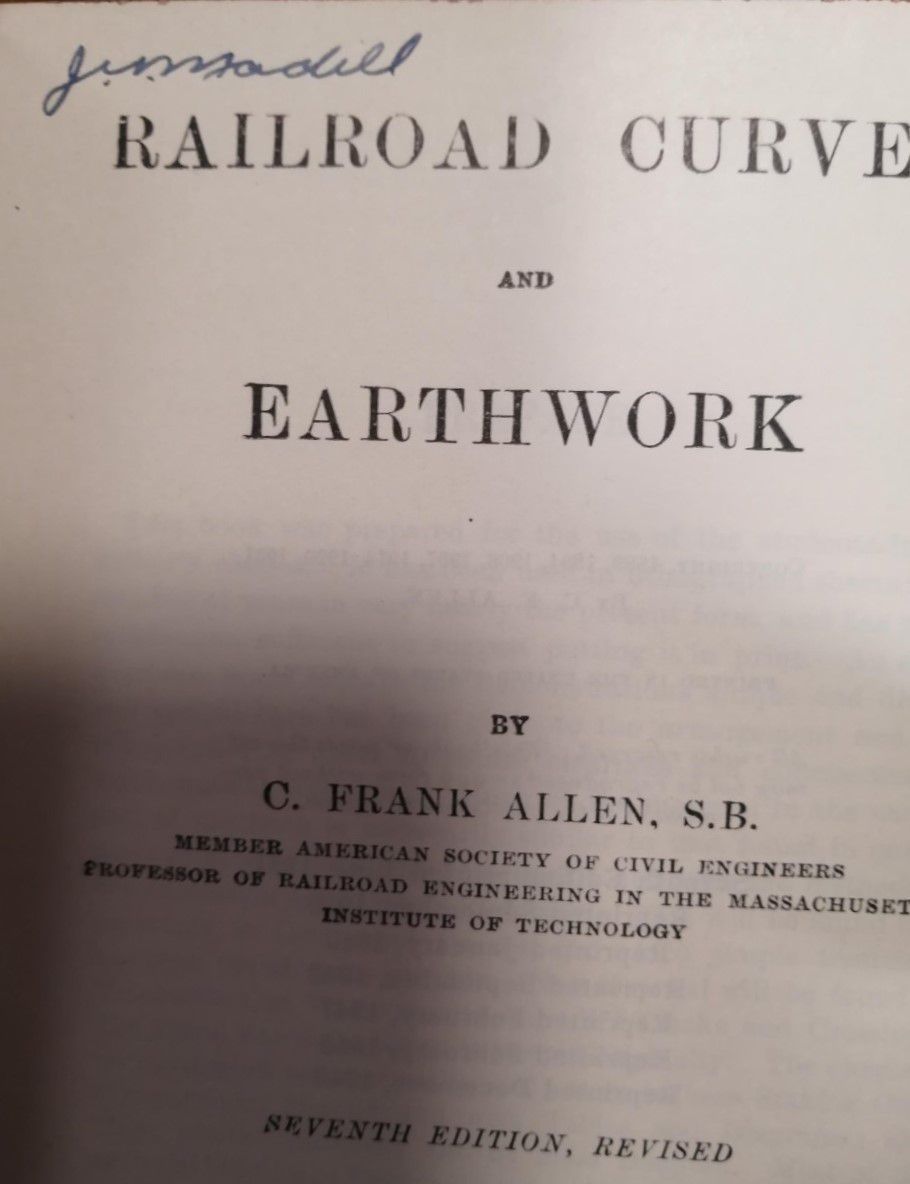 RAILROAD CURVE
AND
EARTHWORK
BY
C. FRANK ALLEN, S.B.
MEMBER AMERICAN SOCIETY OF CIVIL ENGINEERS
PROFESSOR OF RAILROAD ENGINEERING IN THE MASSACHUSET
INSTITUTE OF TECHNOLOGY
SEVENTH EDITION, REVISED